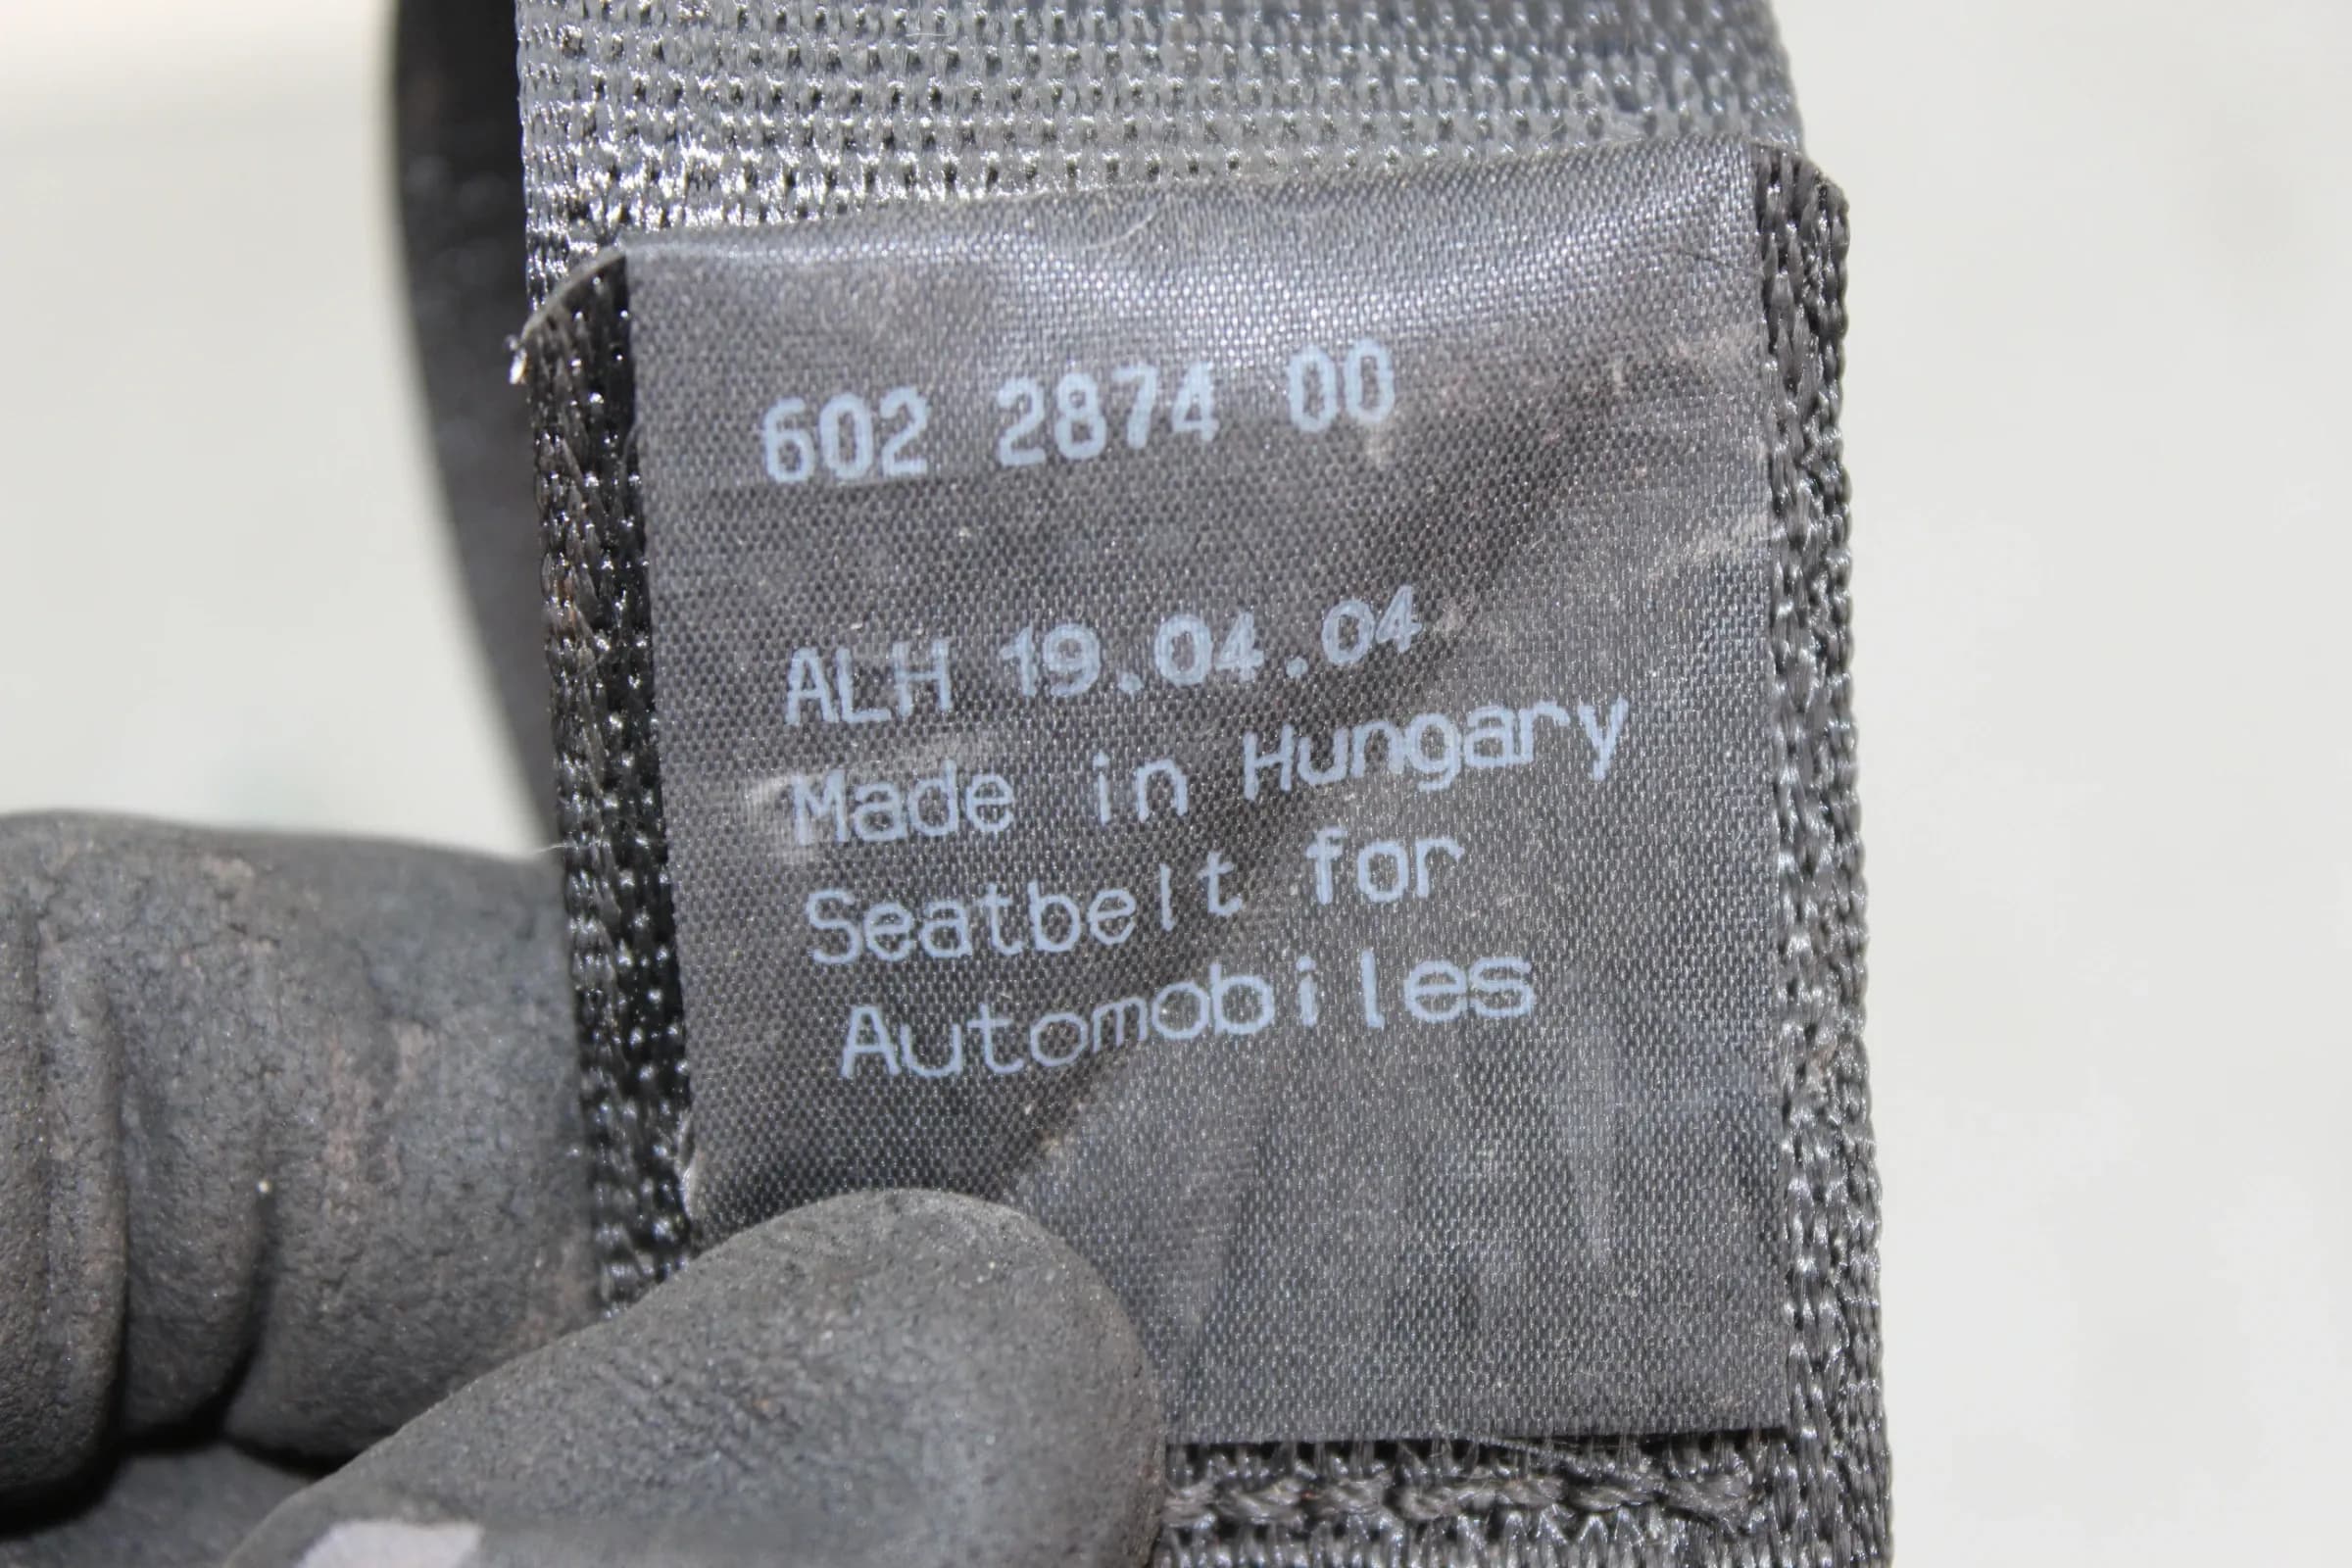 602 2874 00
ALH 19.04.04
Made in Hungary
Seatbelt for
Automobiles